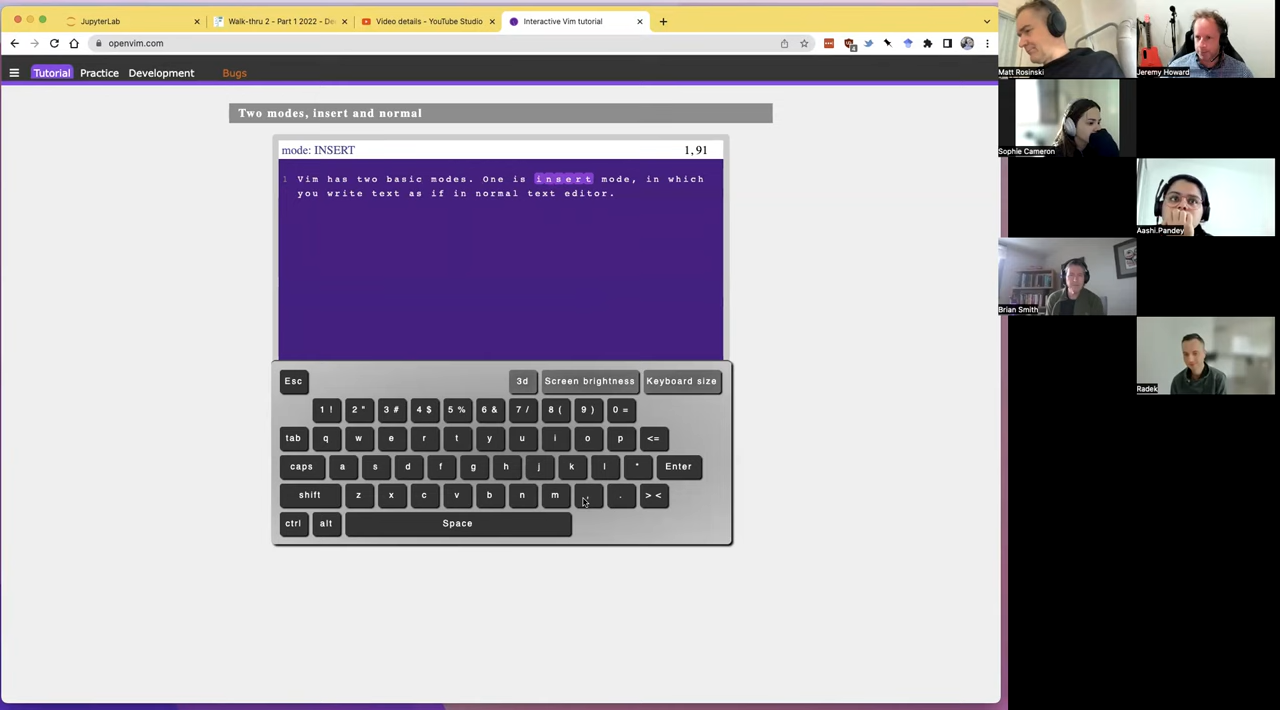 JupyterLab
Walk-thru 2 - Part 1 2022 - De
Video details - YouTube Studio
Interactive Vim tutorial
openvim.com
Tutorial Practice Development Bugs
Two modes, insert and normal
mode: INSERT 1, 91
1 Vim has two basic modes. One is insert mode, in which
you write text as if in normal text editor.
Esc 3d Screen brightness Keyboard size
1 ! 2 " 3 # 4 $ 5 % 6 & 7 / 8 ( 9 ) 0 =
tab q w e r t y u i o p <=
caps a s d f g h j k l * Enter
shift z x c v b n m . > <
ctrl alt Space
Matt Rosinski
Jeremy Howard
Sophie Cameron
Aashi.Pandey
Brian Smith
Radek